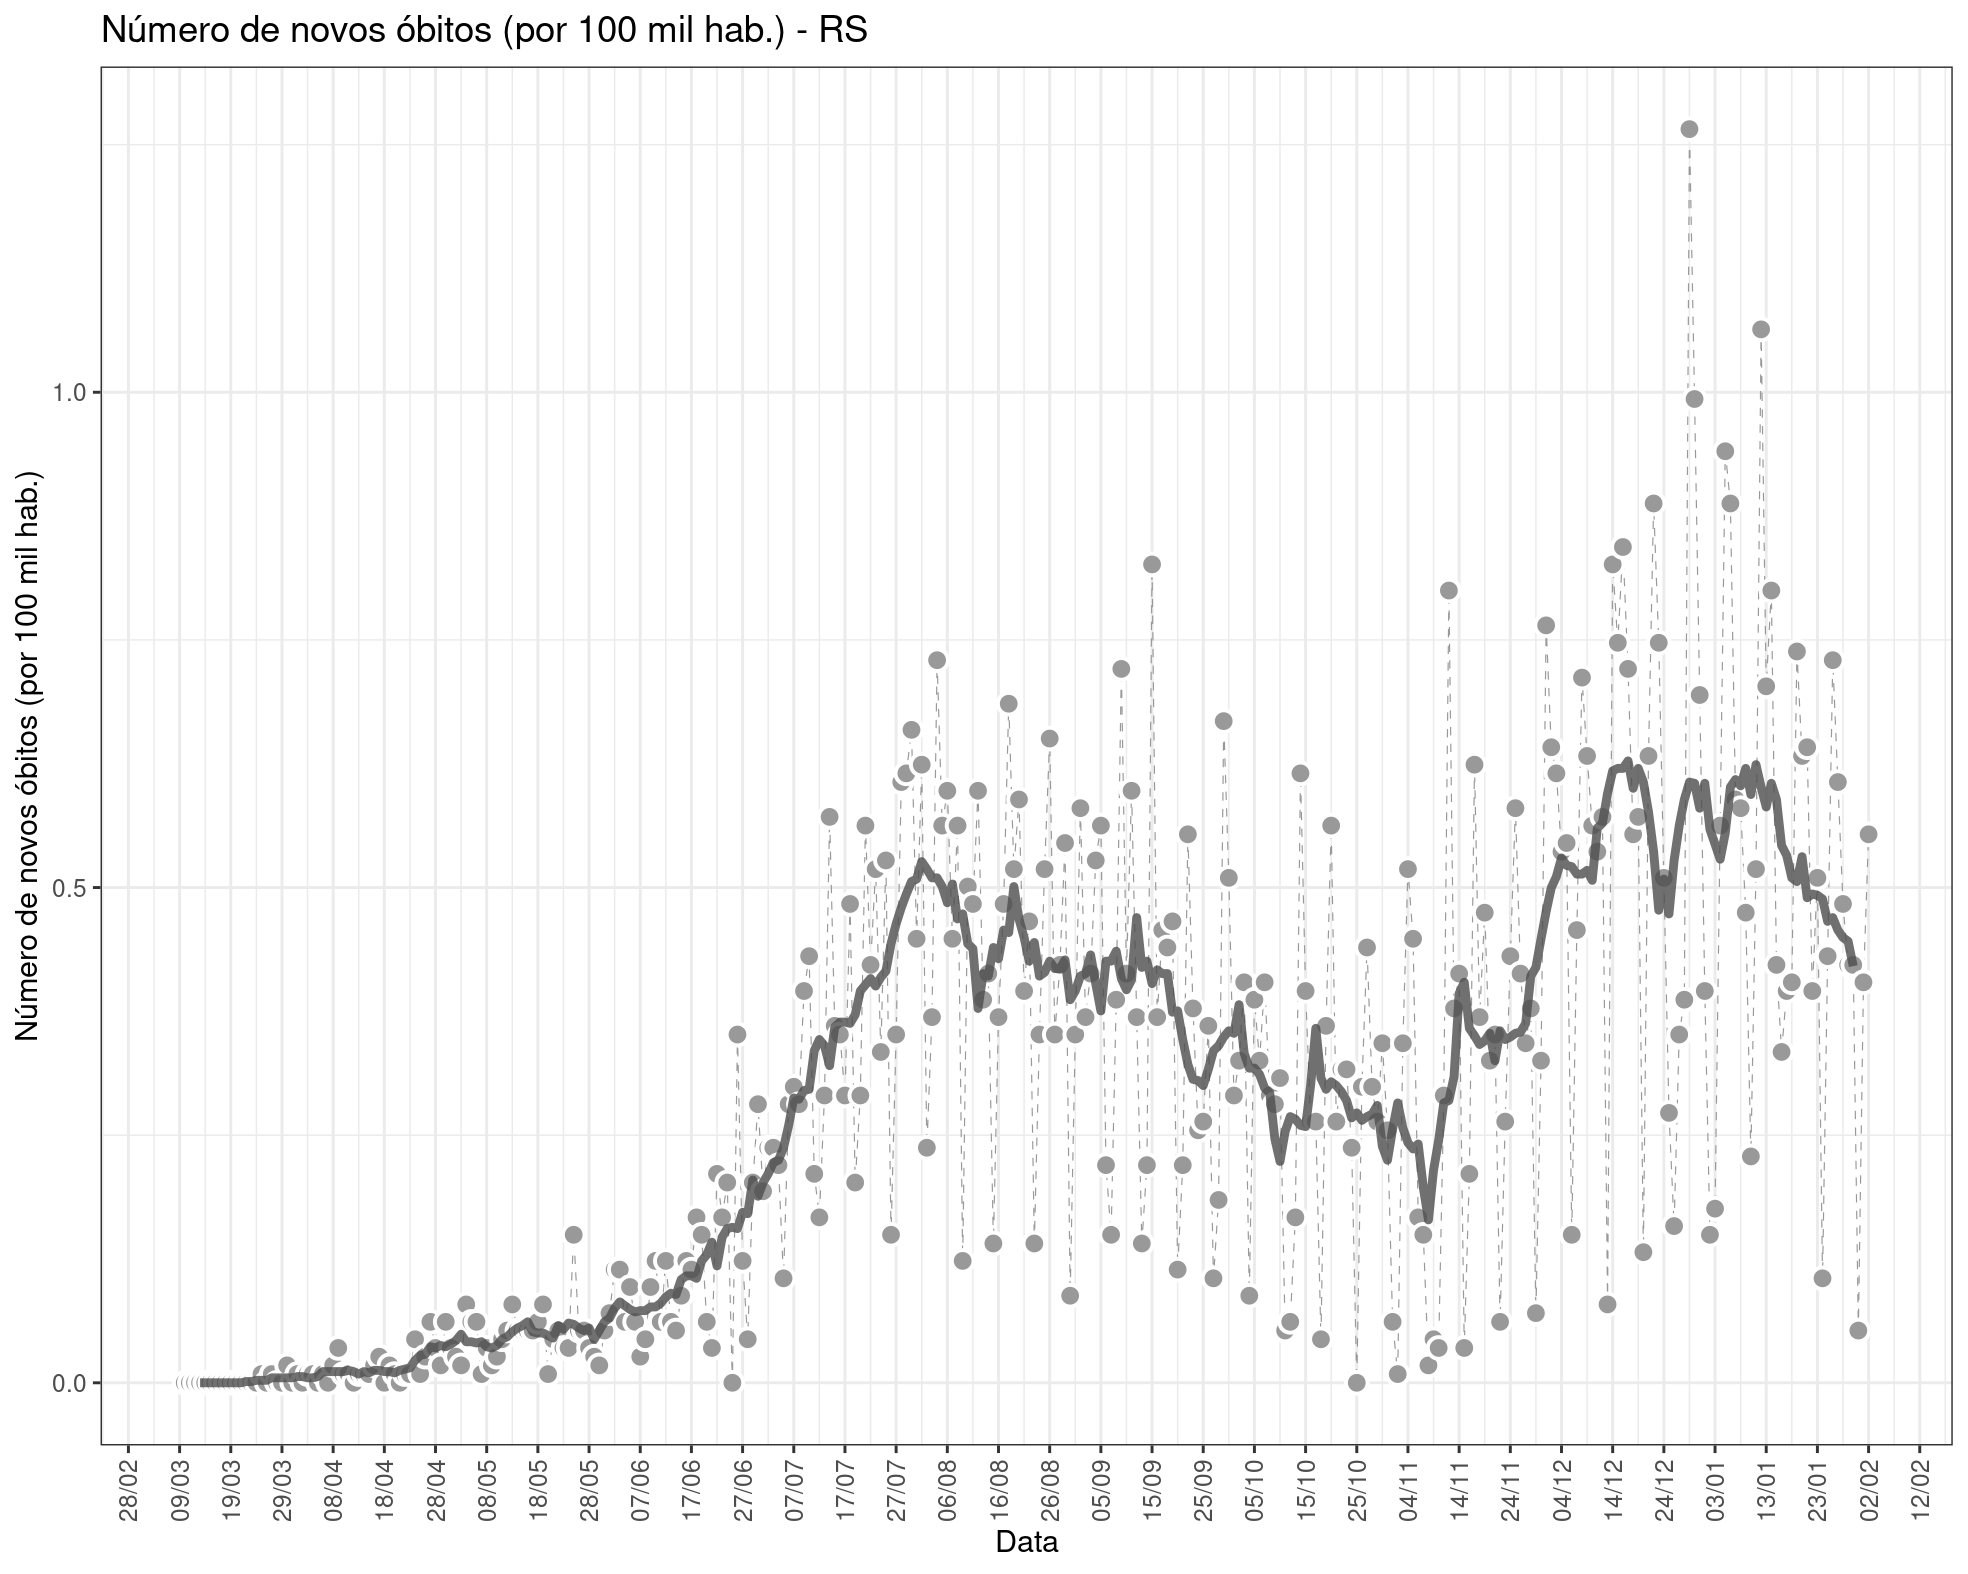 Número de novos óbitos (por 100 mil hab.) - RS
Número de novos óbitos (por 100 mil hab.)
1.0
0.5
0.0
28/02 09/03 19/03 29/03 08/04 18/04 28/04 08/05 18/05 28/05 07/06 17/06 27/06 07/07 17/07 27/07 06/08 16/08 26/08 05/09 15/09 25/09 05/10 15/10 25/10 04/11 14/11 24/11 04/12 14/12 24/12 03/01 13/01 23/01 02/02 12/02
Data